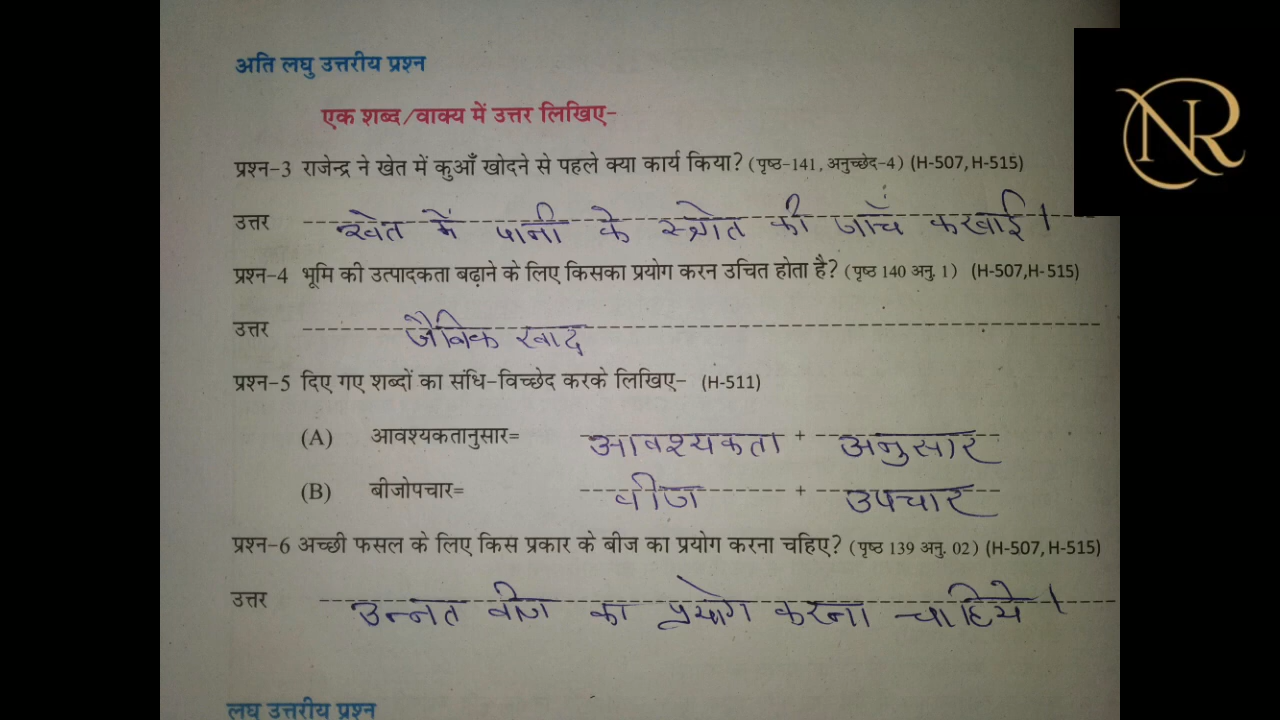 अति लघु उत्तरीय प्रश्न
एक शब्द/वाक्य में उत्तर लिखिए-
प्रश्न-3 राजेन्द्र ने खेत में कुआँ खोदने से पहले क्या कार्य किया? (पृष्ठ-141, अनुच्छेद-4) (H-507, H-515)
उत्तर खेत में पानी के स्त्रोत की जाँच करवाई।
प्रश्न-4 भूमि की उत्पादकता बढ़ाने के लिए किसका प्रयोग करन उचित होता है? (पृष्ठ 140 अनु. 1) (H-507,H-515)
उत्तर जैविक खाद
प्रश्न-5 दिए गए शब्दों का संधि-विच्छेद करके लिखिए- (H-511)
(A) आवश्यकतानुसार= आवश्यकता + अनुसार
(B) बीजोपचार= बीज + उपचार
प्रश्न-6 अच्छी फसल के लिए किस प्रकार के बीज का प्रयोग करना चहिए? (पृष्ठ 139 अनु. 02) (H-507, H-515)
उत्तर उन्नत बीज का प्रयोग करना चाहिये।
लघु उत्तरीय प्रश्न
NR